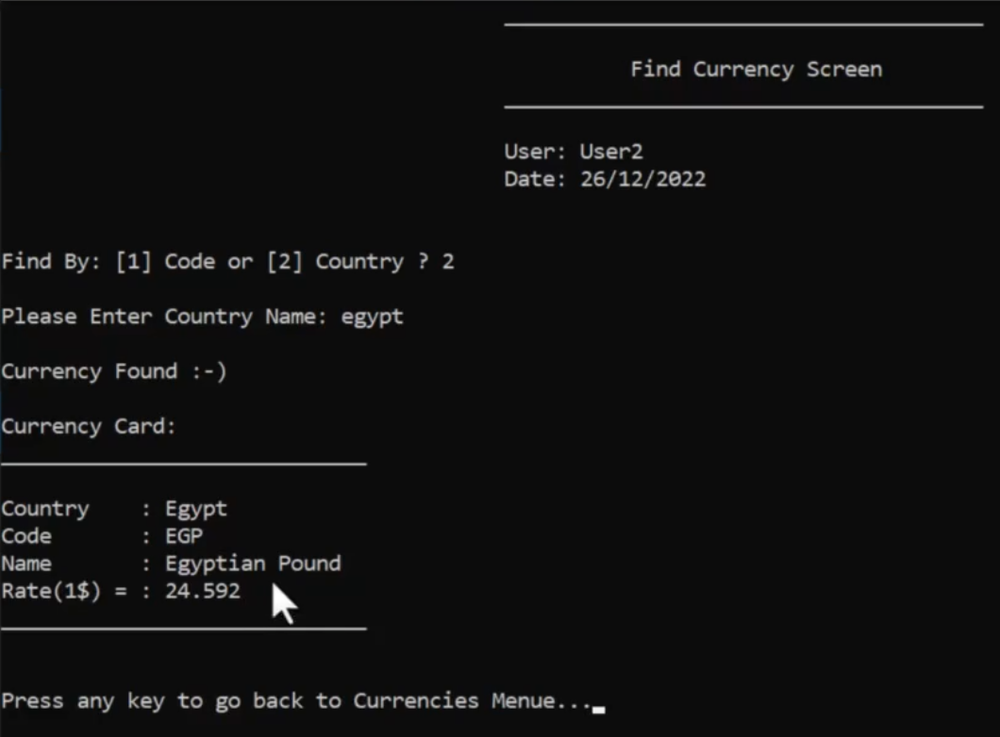 Find Currency Screen
User: User2
Date: 26/12/2022
Find By: [1] Code or [2] Country ? 2
Please Enter Country Name: egypt
Currency Found :-)
Currency Card:
Country    : Egypt
Code       : EGP
Name       : Egyptian Pound
Rate(1$) = : 24.592
Press any key to go back to Currencies Menue...